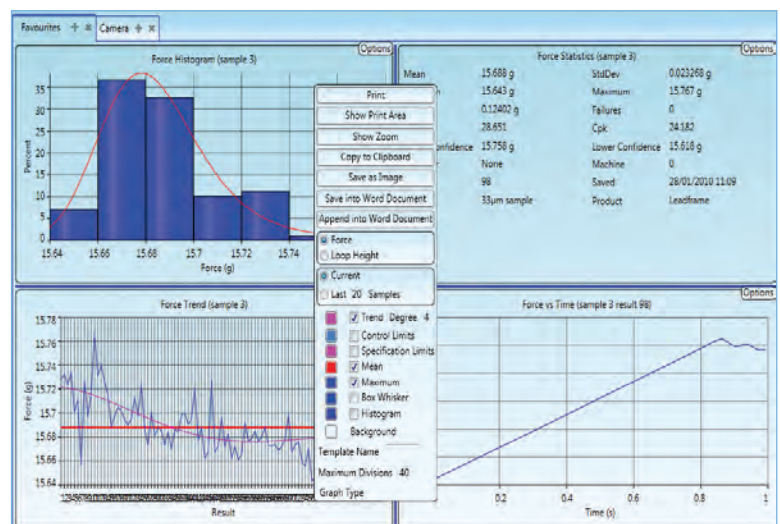 Favourites
Camera
Options
Force Histogram (sample 3)
Percent
35
30
25
20
15
10
5
0
15.64
15.66
15.68
15.7
15.72
15.74
Force (g)
Print
Show Print Area
Show Zoom
Copy to Clipboard
Save as Image
Save into Word Document
Append into Word Document
Force
Loop Height
Current
Last 20 Samples
Trend Degree 4
Control Limits
Specification Limits
Mean
Maximum
Box Whisker
Histogram
Background
Template Name
Maximum Divisions 40
Graph Type
Options
Force Statistics (sample 3)
Mean 15.688 g StdDev 0.023268 g
15.643 g Maximum 15.767 g
0.12402 g Failures 0
28.651 Cpk 24.182
15.758 g Lower Confidence 15.618 g
None Machine 0
98 Saved 28/01/2010 11:09
33µm sample Product Leadframe
Force Trend (sample 3)
Force (g)
15.78
15.76
15.74
15.72
15.7
15.68
15.66
15.64
Result
Options
Force vs Time (sample 3 result 98)
0.2
0.4
0.6
0.8
1
Time (s)